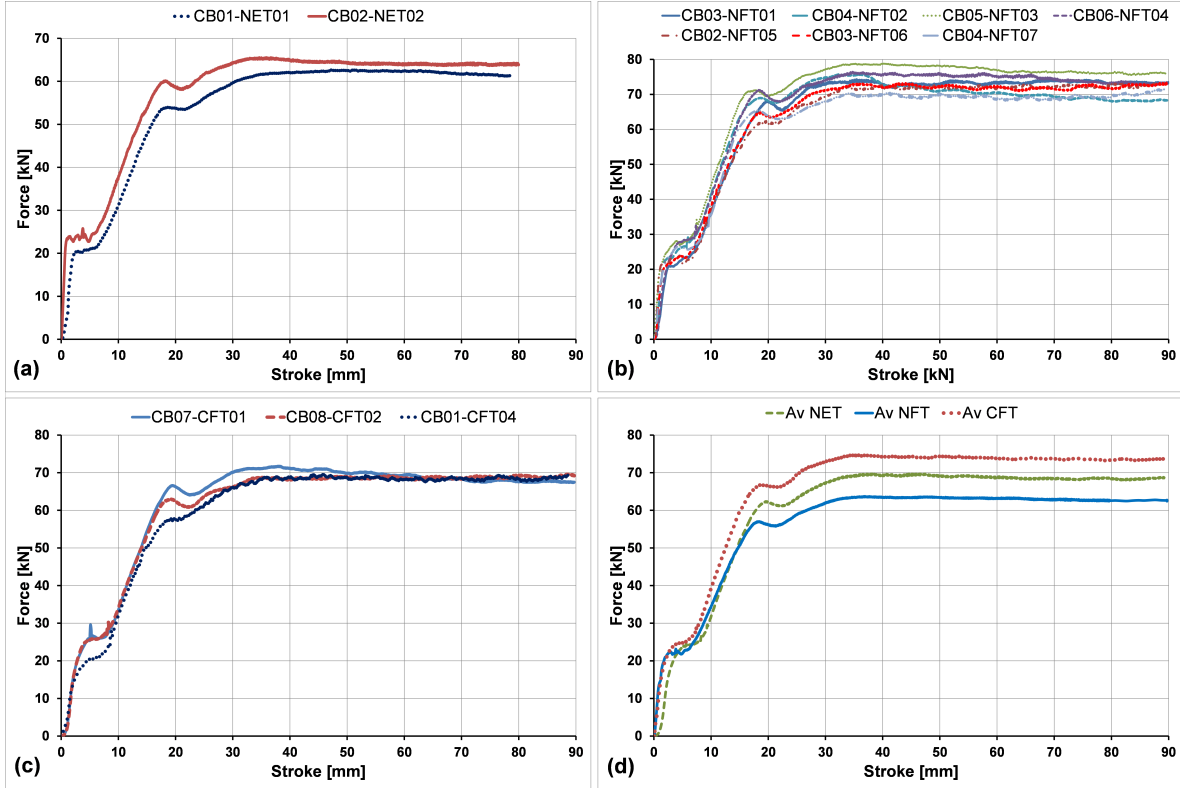 CB01-NET01 CB02-NET02
70
60
50
40
30
20
10
0
Force [kN]
0 10 20 30 40 50 60 70 80 90
Stroke [mm]
(a)
CB03-NFT01 CB04-NFT02 CB05-NFT03 CB06-NFT04
CB02-NFT05 CB03-NFT06 CB04-NFT07
80
70
60
50
40
30
20
10
0
Force [kN]
0 10 20 30 40 50 60 70 80 90
Stroke [kN]
(b)
CB07-CFT01 CB08-CFT02 CB01-CFT04
80
70
60
50
40
30
20
10
0
Force [kN]
0 10 20 30 40 50 60 70 80 90
Stroke [mm]
(c)
Av NET Av NFT Av CFT
80
70
60
50
40
30
20
10
0
Force [kN]
0 10 20 30 40 50 60 70 80 90
Stroke [mm]
(d)